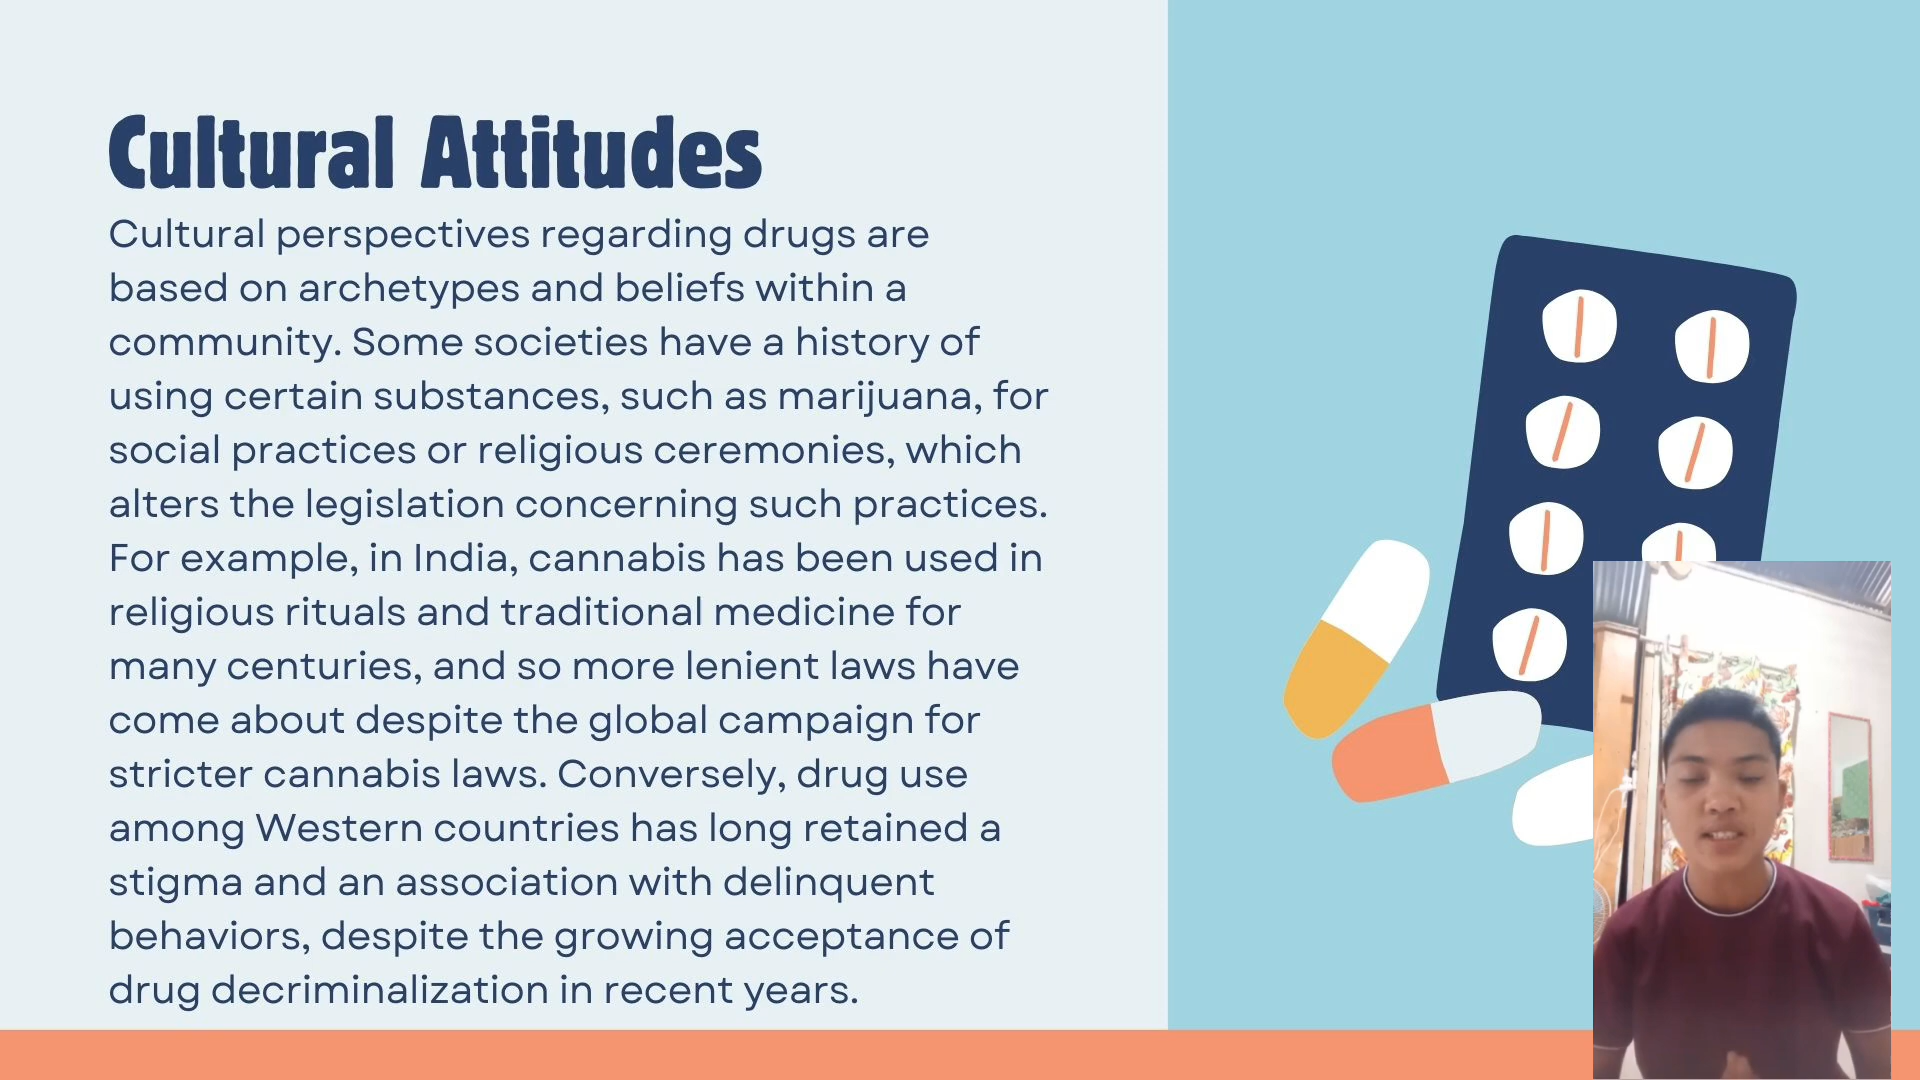 Cultural Attitudes
Cultural perspectives regarding drugs are
based on archetypes and beliefs within a
community. Some societies have a history of
using certain substances, such as marijuana, for
social practices or religious ceremonies, which
alters the legislation concerning such practices.
For example, in India, cannabis has been used in
religious rituals and traditional medicine for
many centuries, and so more lenient laws have
come about despite the global campaign for
stricter cannabis laws. Conversely, drug use
among Western countries has long retained a
stigma and an association with delinquent
behaviors, despite the growing acceptance of
drug decriminalization in recent years.